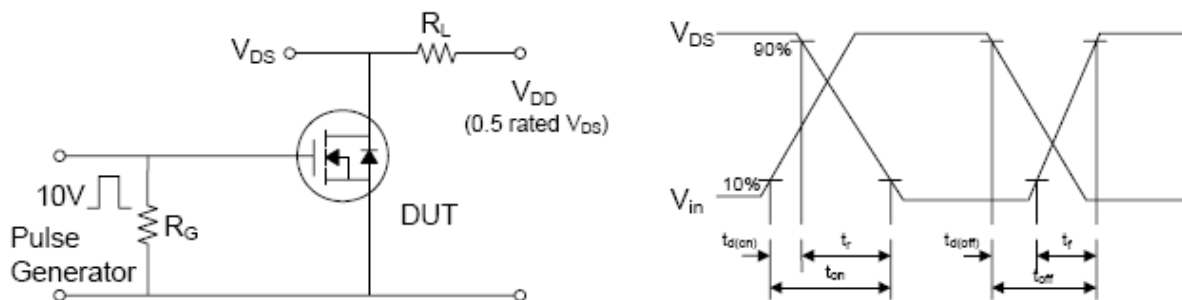 R_L
V_DS
V_DD
(0.5 rated V_DS)
10V
R_G
DUT
Pulse
Generator
V_DS
90%
10%
V_in
t_d(on)
t_r
t_on
t_d(off)
t_f
t_off